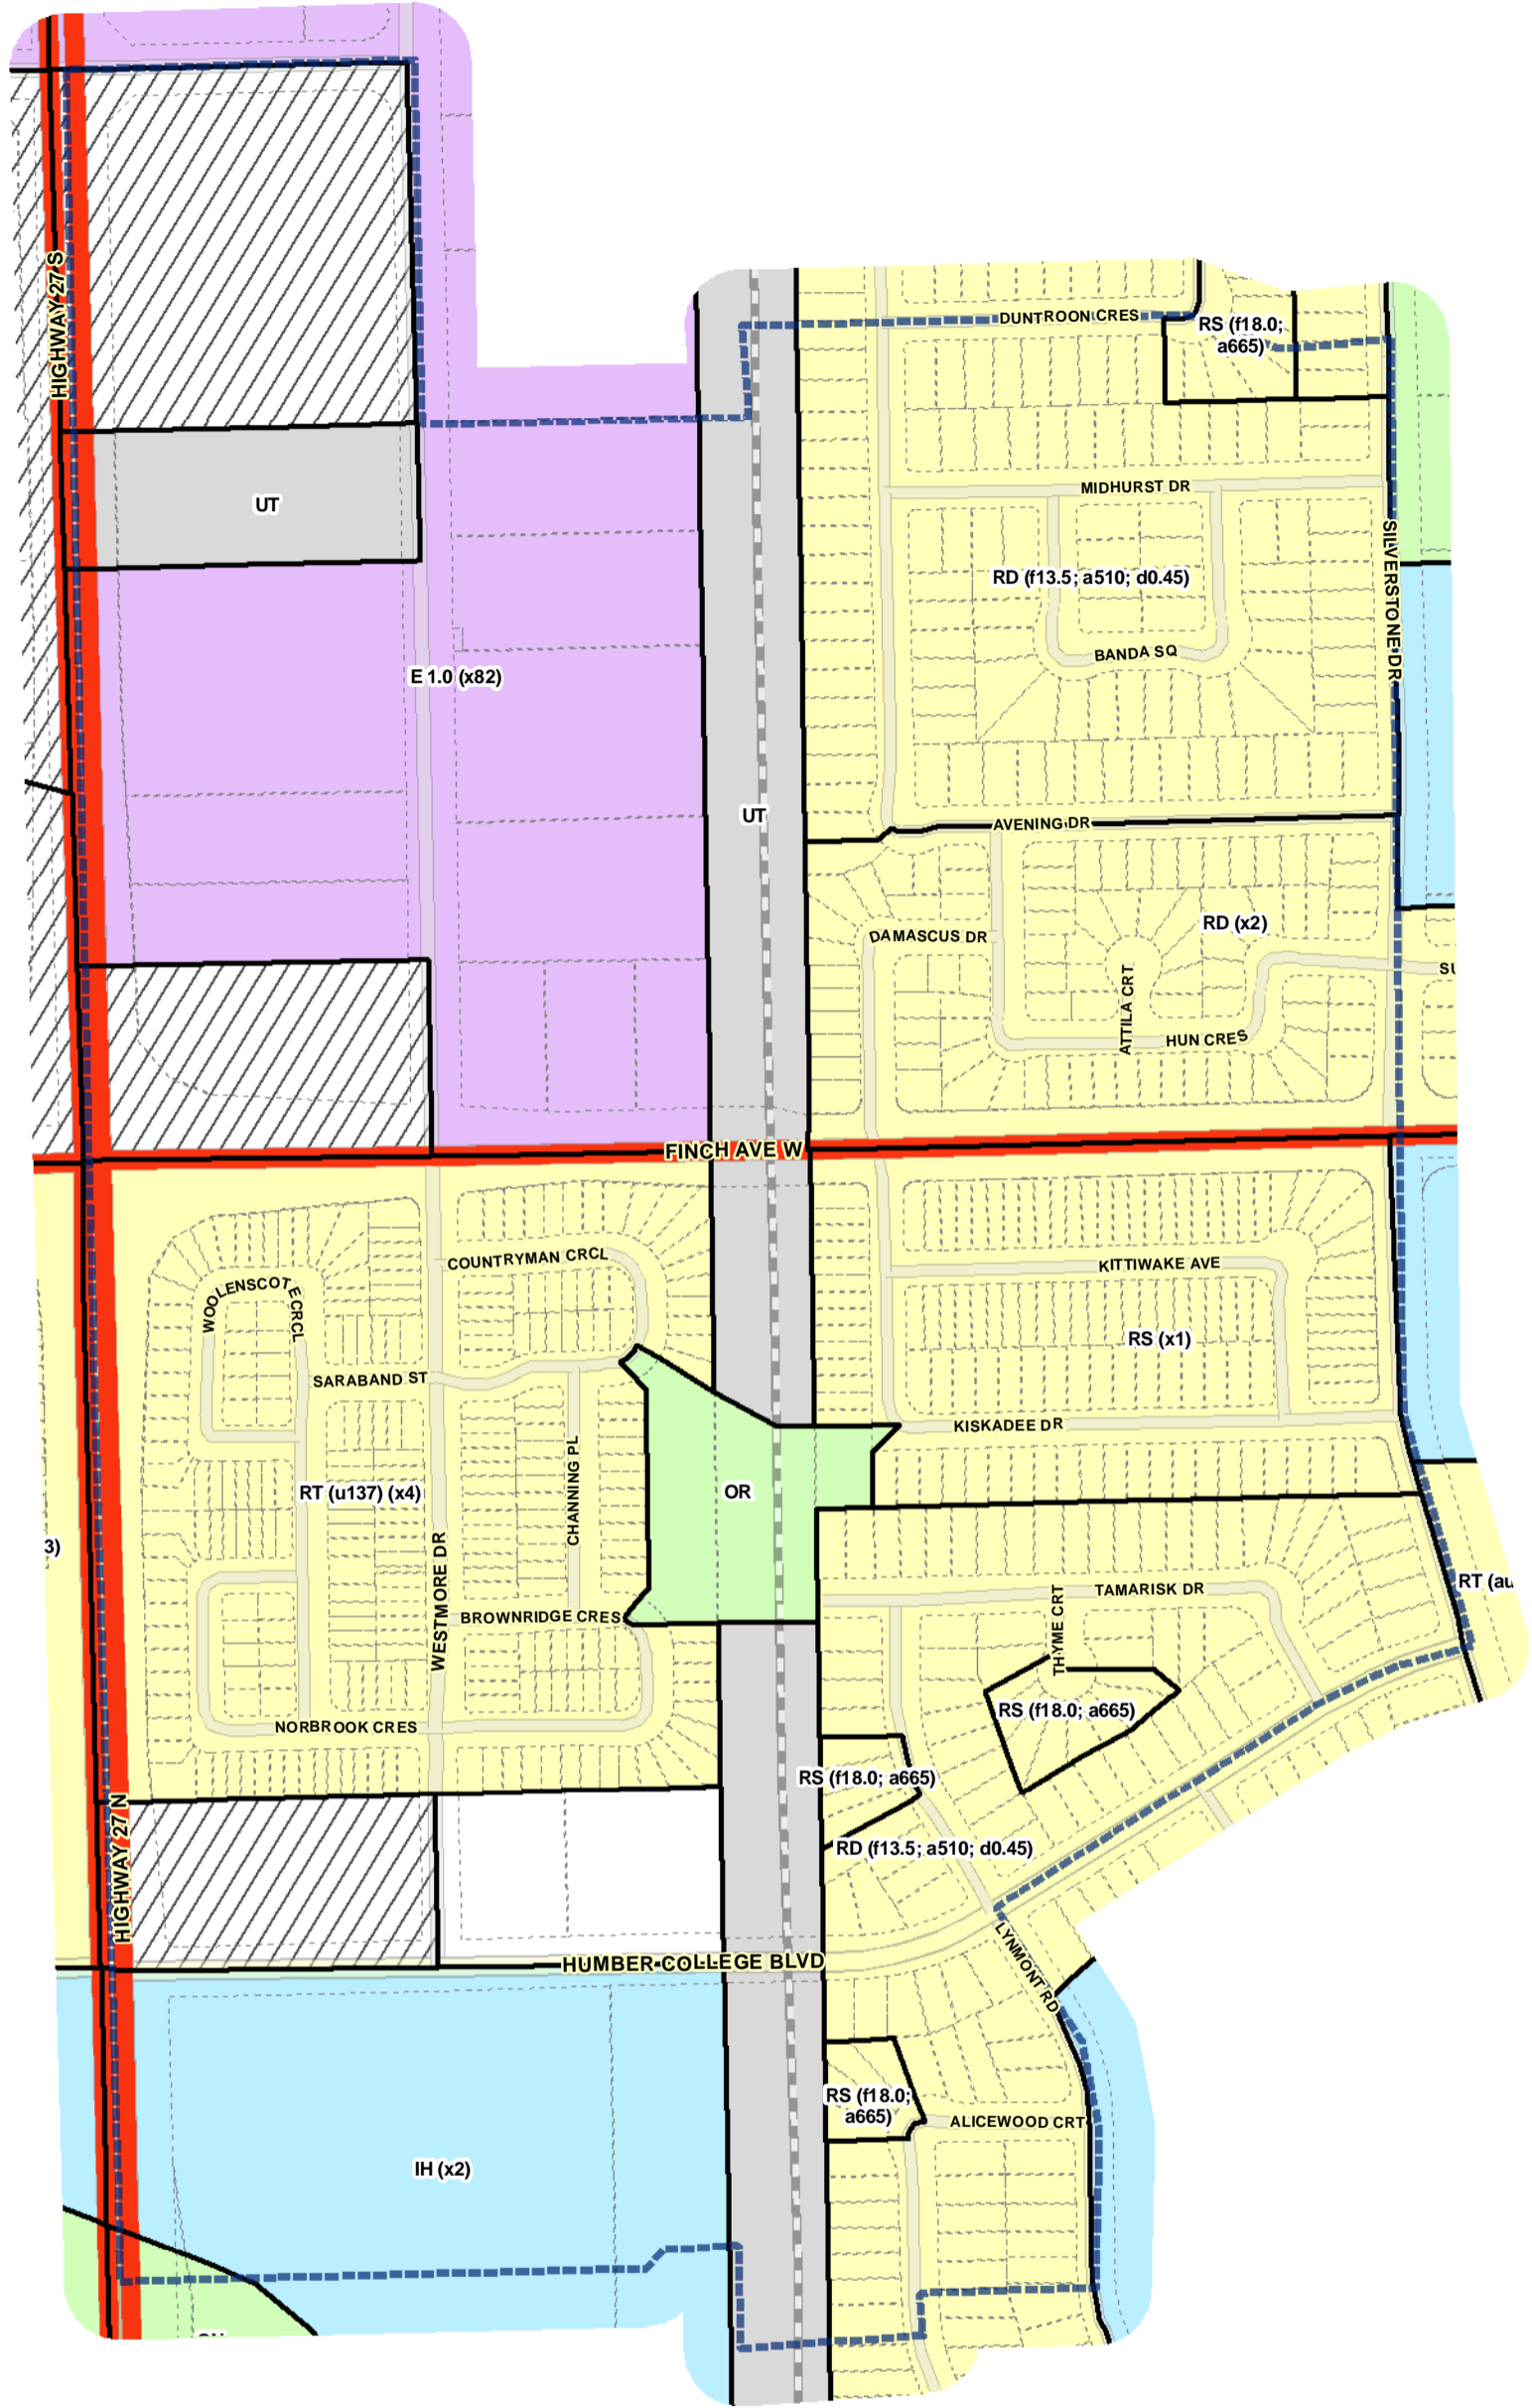 HIGHWAY 27 S
DUNTROON CRES
RS (f18.0;
a665)
MIDHURST DR
UT
SILVERSTONE DR
RD (f13.5; a510; d0.45)
BANDA SQ
E 1.0 (x82)
UT
AVENING DR
RD (x2)
DAMASCUS DR
SU
ATTILA CRT
HUN CRES
FINCH AVE W
COUNTRYMAN CRCL
KITTIWAKE AVE
WOOLENSCOTE CRCL
RS (x1)
SARABAND ST
KISKADEE DR
CHANNING PL
RT (u137) (x4)
OR
3)
WESTMORE DR
RT (au
TAMARISK DR
THYME CRT
BROWNRIDGE CRES
RS (f18.0; a665)
NORBROOK CRES
RS (f18.0; a665)
RD (f13.5; a510; d0.45)
HIGHWAY 27 N
HUMBER COLLEGE BLVD
LYNMONT RD
RS (f18.0;
a665)
ALICEWOOD CRT
IH (x2)